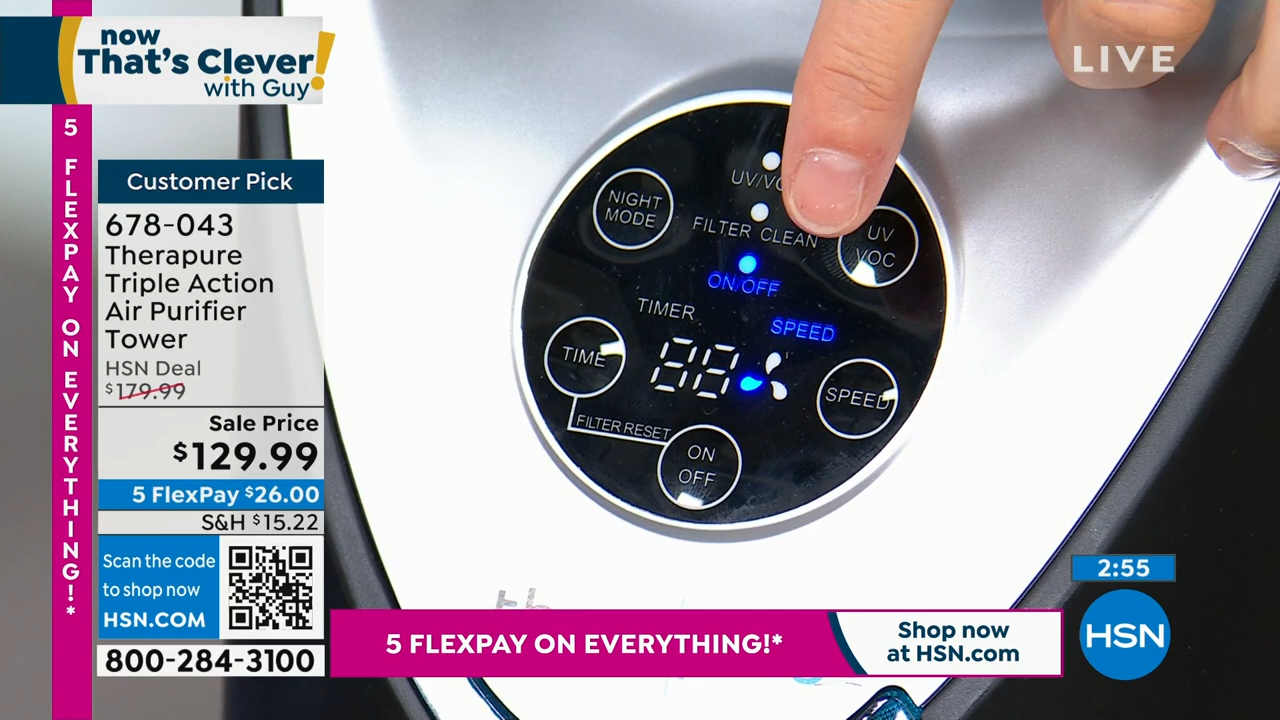 now
That's Clever!
with Guy
LIVE
5 FLEXPAY ON EVERYTHING!*
Customer Pick
678-043
Therapure
Triple Action
Air Purifier
Tower
HSN Deal
$179.99
Sale Price
$129.99
5 FlexPay $26.00
S&H $15.22
Scan the code
to shop now
HSN.COM
800-284-3100
NIGHT
MODE
FILTER CLEAN
UV
VOC
ON/OFF
TIMER
SPEED
TIME
88
SPEED
FILTER RESET
ON
OFF
5 FLEXPAY ON EVERYTHING!*
Shop now
at HSN.com
2:55
HSN